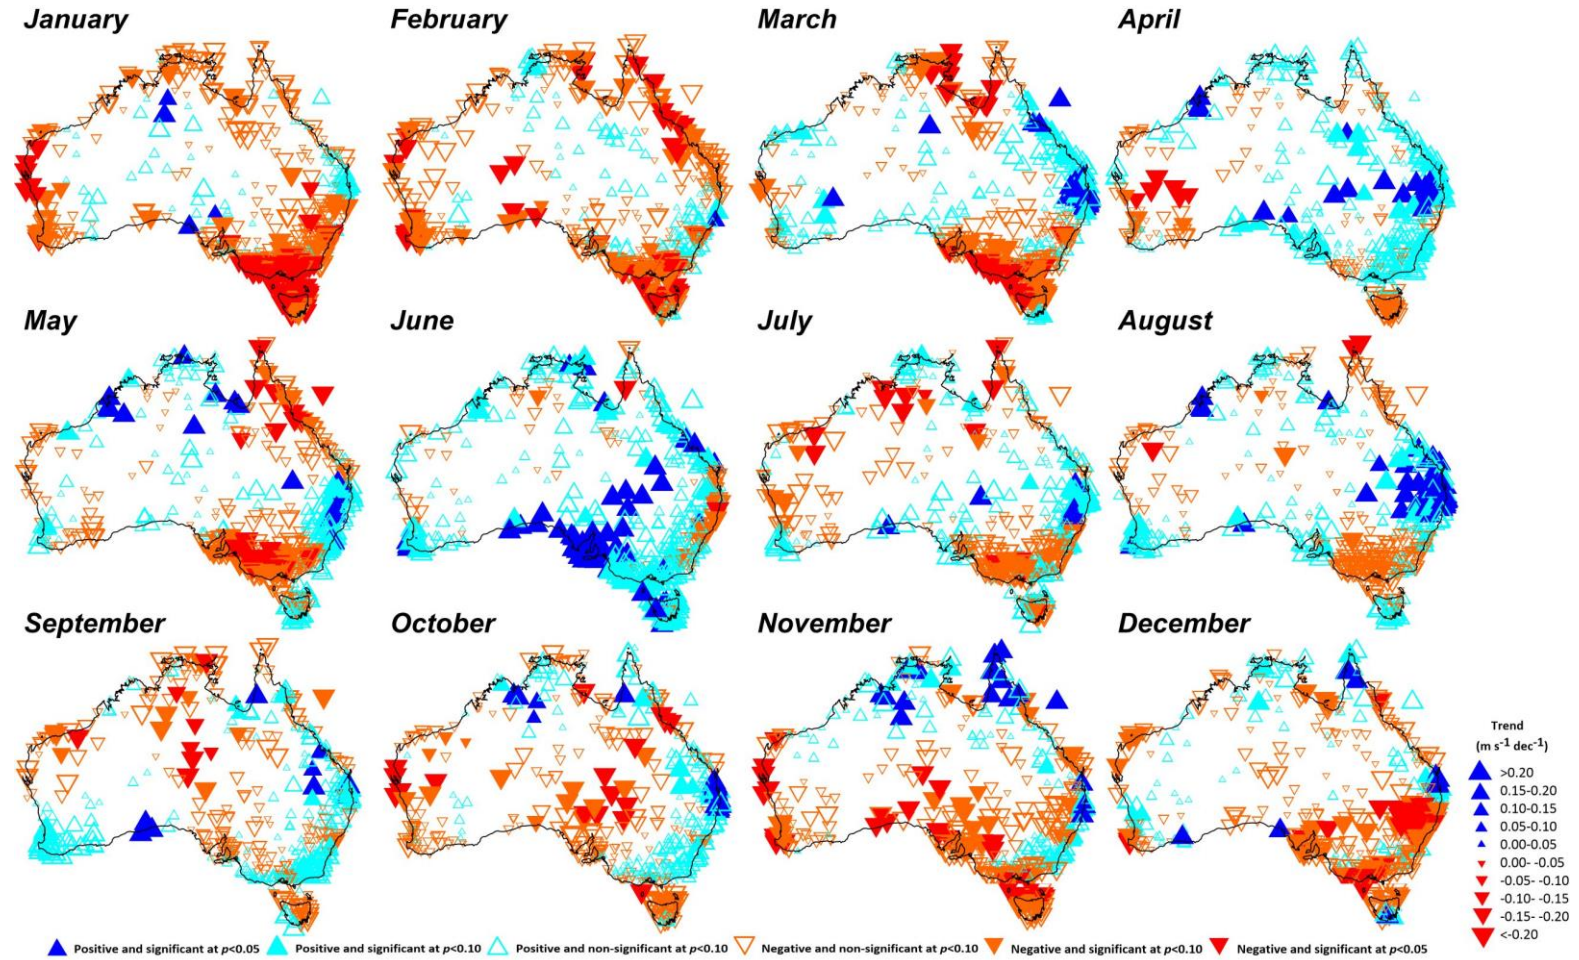 January
February
March
April
May
June
July
August
September
October
November
December
Trend
(m s⁻¹ dec⁻¹)
>0.20
0.15-0.20
0.10-0.15
0.05-0.10
0.00-0.05
0.00- -0.05
-0.05- -0.10
-0.10- -0.15
-0.15- -0.20
<-0.20
Positive and significant at p<0.05
Positive and significant at p<0.10
Positive and non-significant at p<0.10
Negative and non-significant at p<0.10
Negative and significant at p<0.10
Negative and significant at p<0.05